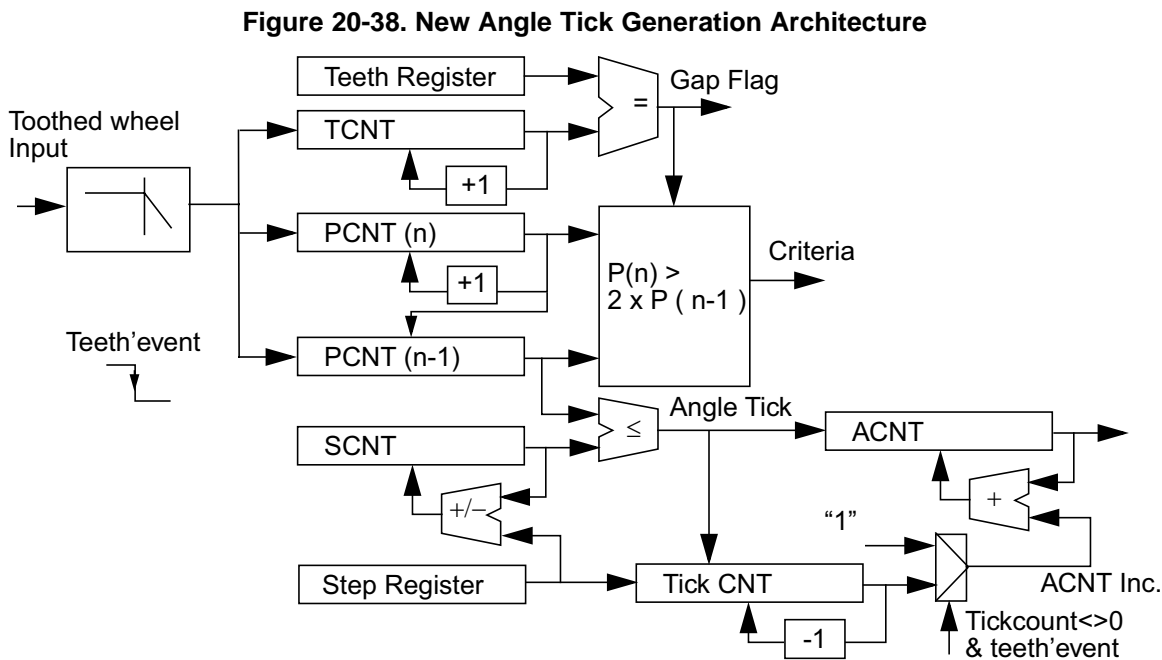 Figure 20-38. New Angle Tick Generation Architecture
Teeth Register
Gap Flag
=
Toothed wheel
Input
TCNT
+1
PCNT (n)
+1
P(n) >
2 x P ( n-1 )
Criteria
Teeth’event
PCNT (n-1)
Angle Tick
≤
SCNT
ACNT
+/−
+
“1”
Step Register
Tick CNT
ACNT Inc.
-1
Tickcount<>0
& teeth’event